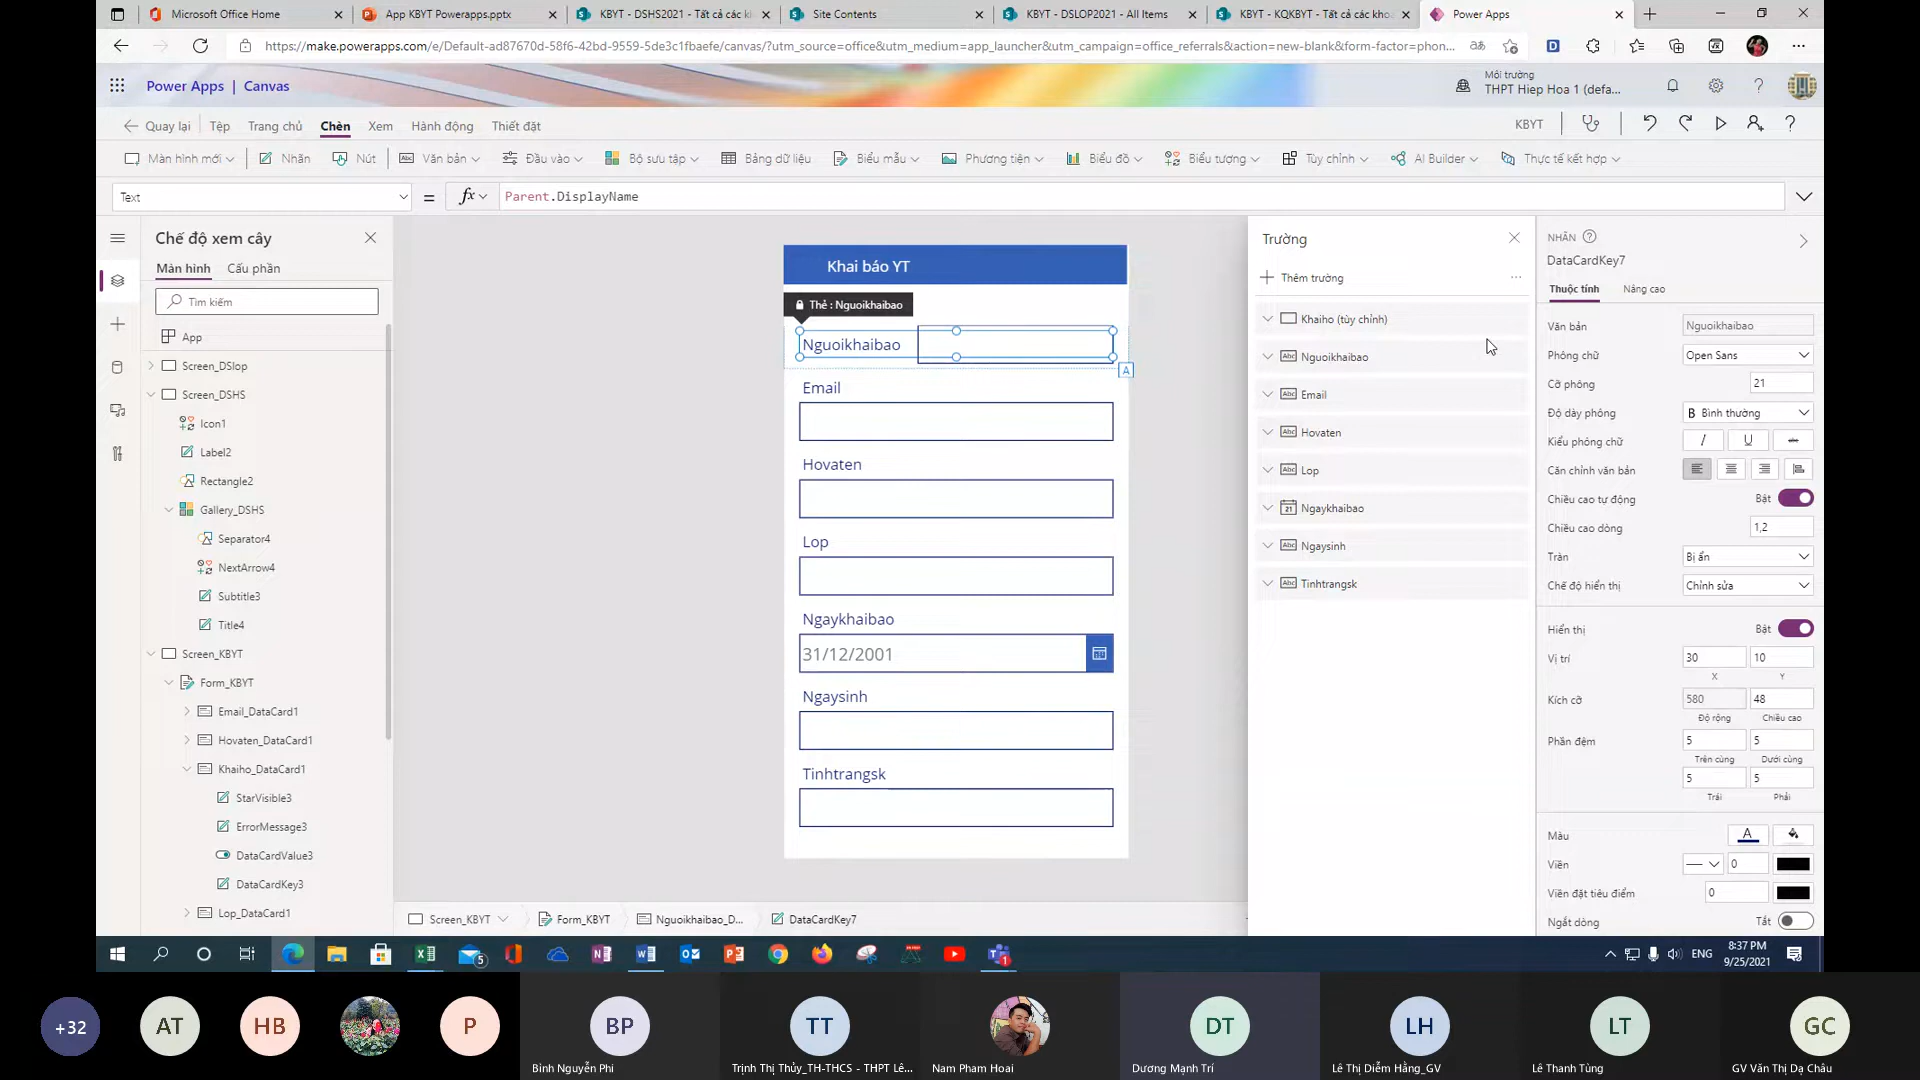 Microsoft Office Home
App KBYT Powerapps.pptx
KBYT - DSHS2021 - Tất cả các kh
Site Contents
KBYT - DSLOP2021 - All Items
KBYT - KQKBYT - Tất cả các kho
Power Apps
https://make.powerapps.com/e/Default-ad87670d-58f6-42bd-9559-5de3c1fbaefe/canvas/?utm_source=office&utm_medium=app_launcher&utm_campaign=office_referrals&action=new-blank&form-factor=phon...
Power Apps | Canvas
Môi trường
THPT Hiep Hoa 1 (defa...
Quay lại
Tệp
Trang chủ
Chèn
Xem
Hành động
Thiết đặt
KBYT
Màn hình mới
Nhãn
Nút
Văn bản
Đầu vào
Bộ sưu tập
Bảng dữ liệu
Biểu mẫu
Phương tiện
Biểu đồ
Biểu tượng
Tùy chỉnh
AI Builder
Thực tế kết hợp
Text
= fx Parent.DisplayName
Chế độ xem cây
Màn hình
Cấu phần
Tìm kiếm
App
Screen_DSlop
Screen_DSHS
Icon1
Label2
Rectangle2
Gallery_DSHS
Separator4
NextArrow4
Subtitle3
Title4
Screen_KBYT
Form_KBYT
Email_DataCard1
Hovaten_DataCard1
Khaiho_DataCard1
StarVisible3
ErrorMessage3
DataCardValue3
DataCardKey3
Lop_DataCard1
Khai báo YT
Thẻ : Nguoikhaibao
Nguoikhaibao
A
Email
Hovaten
Lop
Ngaykhaibao
31/12/2001
Ngaysinh
Tinhtrangsk
Screen_KBYT
Form_KBYT
Nguoikhaibao_D...
DataCardKey7
Trường
Thêm trường
Khaiho (tùy chỉnh)
Abc Nguoikhaibao
Abc Email
Abc Hovaten
Abc Lop
21 Ngaykhaibao
Abc Ngaysinh
Abc Tinhtrangsk
NHÃN
DataCardKey7
Thuộc tính
Nâng cao
Văn bản
Nguoikhaibao
Phông chữ
Open Sans
Cỡ phông
21
Độ dày phông
B Bình thường
Kiểu phông chữ
Căn chỉnh văn bản
Chiều cao tự động
Bật
Chiều cao dòng
1,2
Tràn
Bị ẩn
Chế độ hiển thị
Chỉnh sửa
Hiển thị
Bật
Vị trí
30
10
X
Y
Kích cỡ
580
48
Độ rộng
Chiều cao
Phần đệm
5
5
Trên cùng
Dưới cùng
5
5
Trái
Phải
Màu
Viền
0
Viền đặt tiêu điểm
0
Ngắt dòng
Tắt
5
1
ENG
8:37 PM
9/25/2021
+32
AT
HB
P
BP
Bình Nguyễn Phi
TT
Trịnh Thị Thủy_TH-THCS - THPT Lê...
Nam Pham Hoai
DT
Dương Mạnh Trí
LH
Lê Thị Diễm Hằng_GV
LT
Lê Thanh Tùng
GC
GV Văn Thị Dạ Châu